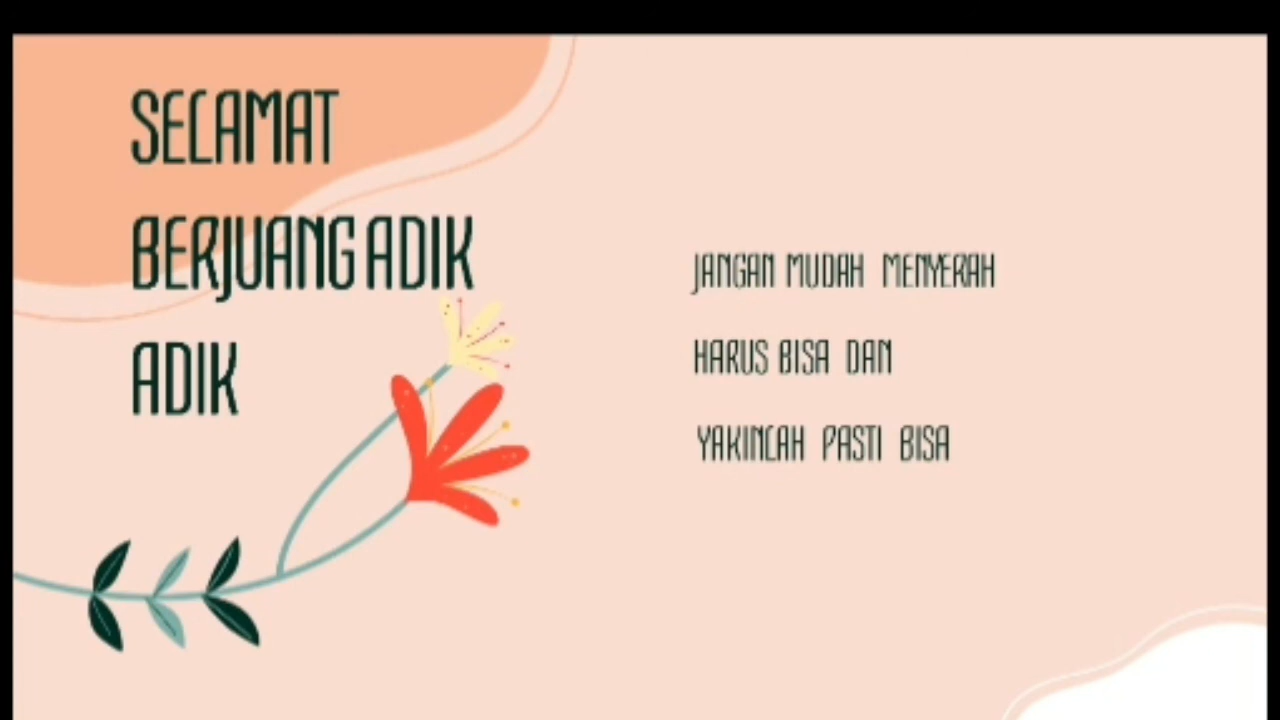 SELAMAT
BERJUANG ADIK
ADIK
JANGAN MUDAH MENYERAH
HARUS BISA DAN
YAKINLAH PASTI BISA